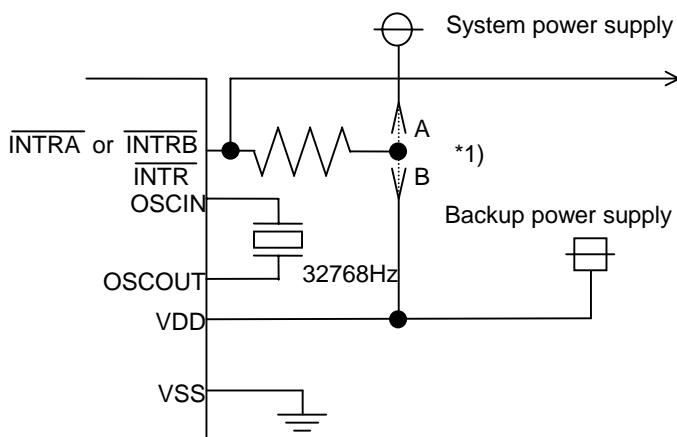 System power supply
A
INTRA or INTRB
*1)
INTR
B
OSCIN
Backup power supply
OSCOUT
32768Hz
VDD
VSS